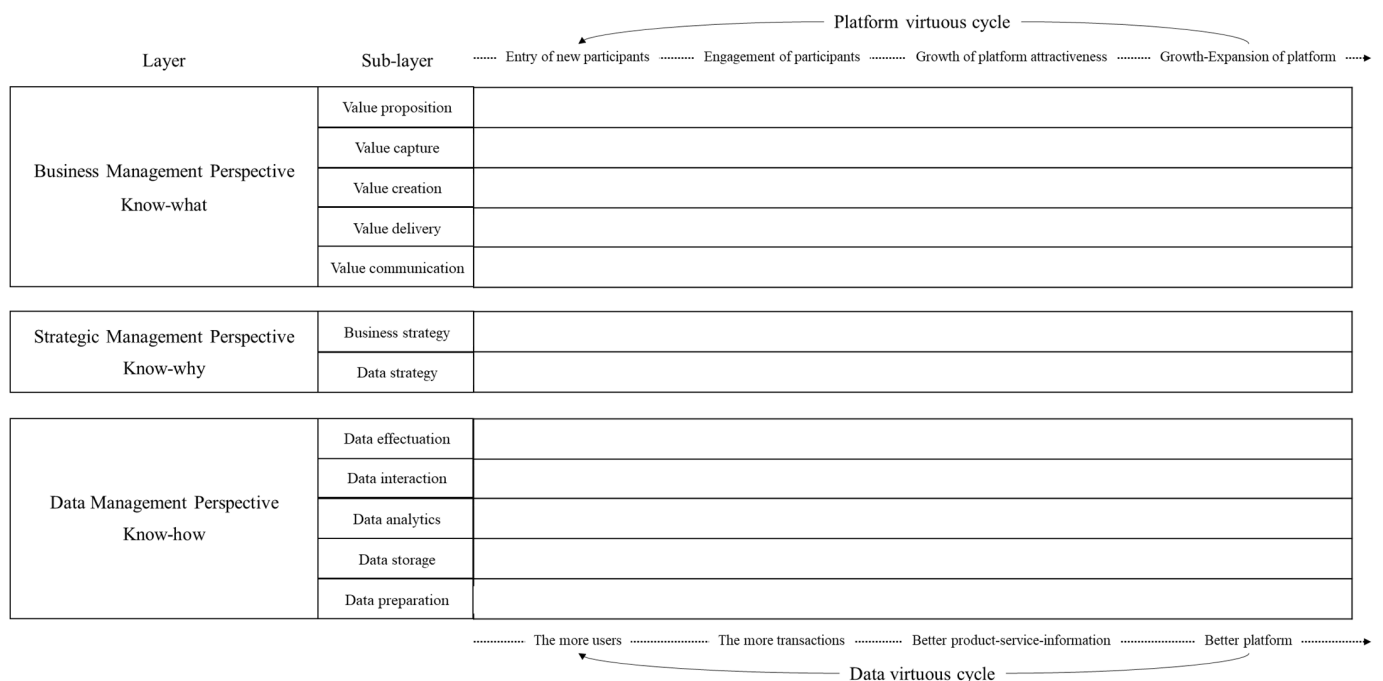 Platform virtuous cycle
Layer
Sub-layer
Entry of new participants
Engagement of participants
Growth of platform attractiveness
Growth-Expansion of platform
Business Management Perspective
Know-what
Value proposition
Value capture
Value creation
Value delivery
Value communication
Strategic Management Perspective
Know-why
Business strategy
Data strategy
Data Management Perspective
Know-how
Data effectuation
Data interaction
Data analytics
Data storage
Data preparation
The more users
The more transactions
Better product-service-information
Better platform
Data virtuous cycle